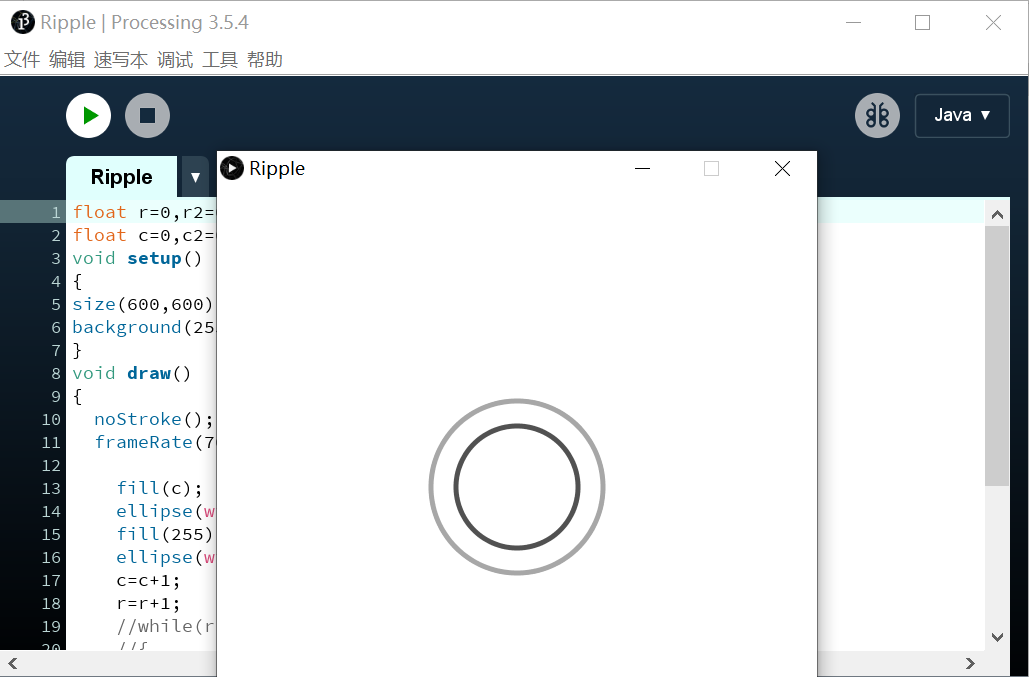 Ripple | Processing 3.5.4
文件 编辑 速写本 调试 工具 帮助
Java ▼
Ripple ▼
Ripple
1 float r=0,r2=
2 float c=0,c2=
3 void setup()
4 {
5 size(600,600)
6 background(25
7 }
8 void draw()
9 {
10 noStroke();
11 frameRate(7
12
13 fill(c);
14 ellipse(w
15 fill(255)
16 ellipse(w
17 c=c+1;
18 r=r+1;
19 //while(r
20 //{